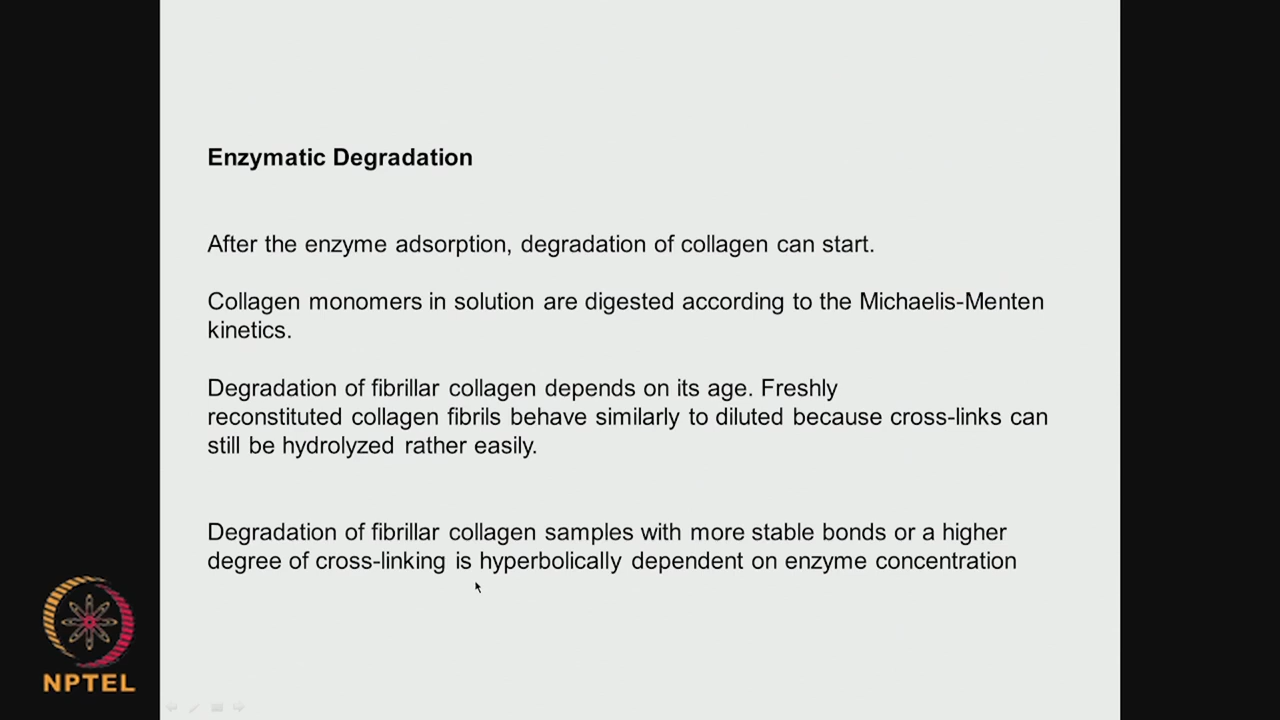 Enzymatic Degradation
After the enzyme adsorption, degradation of collagen can start.
Collagen monomers in solution are digested according to the Michaelis-Menten
kinetics.
Degradation of fibrillar collagen depends on its age. Freshly
reconstituted collagen fibrils behave similarly to diluted because cross-links can
still be hydrolyzed rather easily.
Degradation of fibrillar collagen samples with more stable bonds or a higher
degree of cross-linking is hyperbolically dependent on enzyme concentration
NPTEL